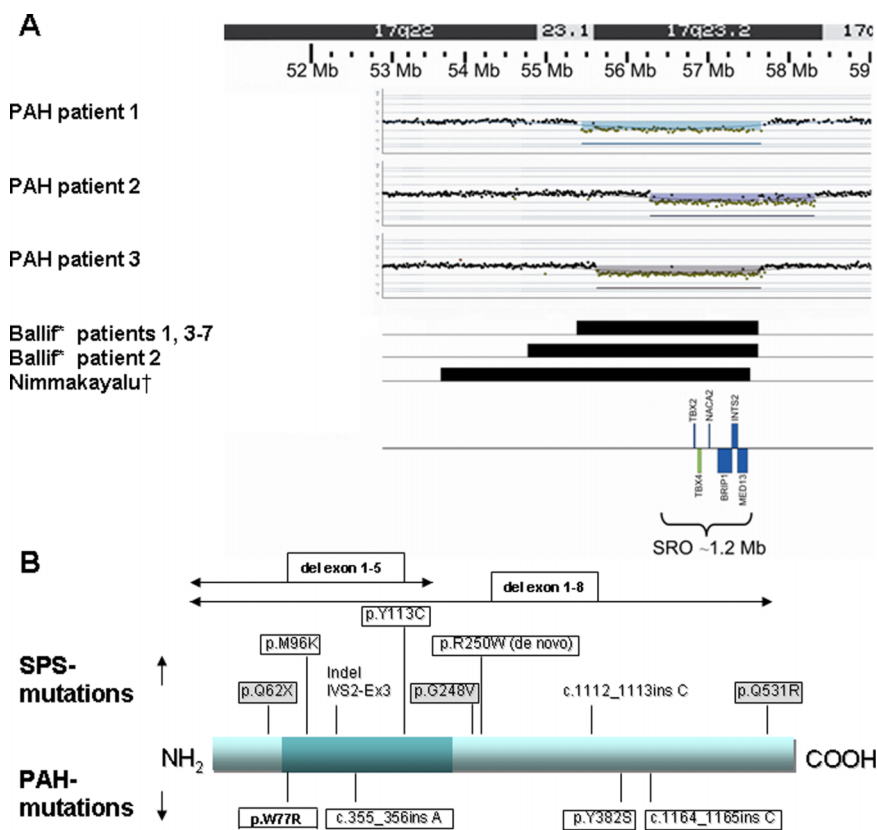 A
17q22 23.1 17q23.2 17q
52 Mb 53 Mb 54 Mb 55 Mb 56 Mb 57 Mb 58 Mb 59
PAH patient 1
PAH patient 2
PAH patient 3
Ballif* patients 1, 3-7
Ballif* patient 2
Nimmakayalu†
TBX2 NACA2 INTS2
TBX4 BRIP1 MED13
SRO ~1.2 Mb
B
del exon 1-5
del exon 1-8
p.Y113C
p.M96K p.R250W (de novo)
SPS-mutations ↑
Indel
IVS2-Ex3
p.Q62X p.G248V c.1112_1113ins C p.Q531R
NH2 COOH
PAH-mutations ↓
p.W77R c.355_356ins A p.Y382S c.1164_1165ins C